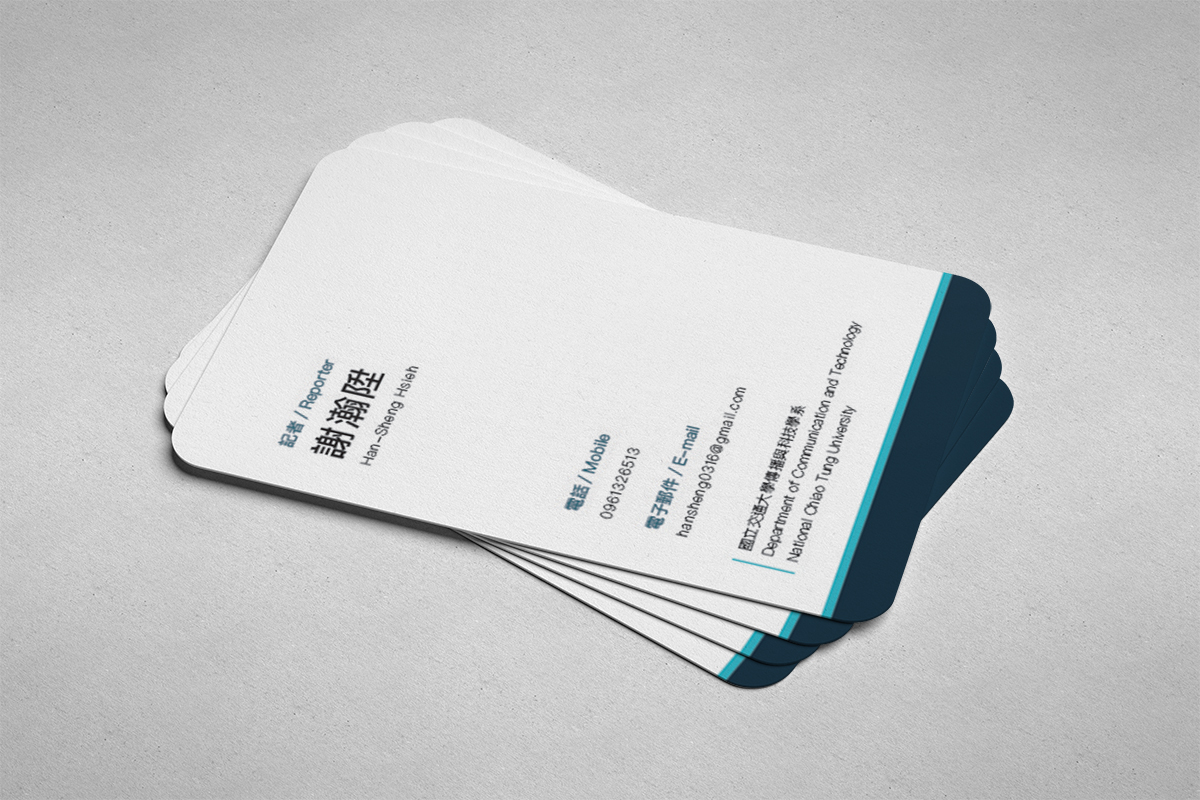 記者 / Reporter
謝瀚陞
Han-Sheng Hsieh
電話 / Mobile
0961326513
電子郵件 / E-mail
hansheng0316@gmail.com
國立交通大學傳播與科技學系
Department of Communication and Technology
National Chiao Tung University